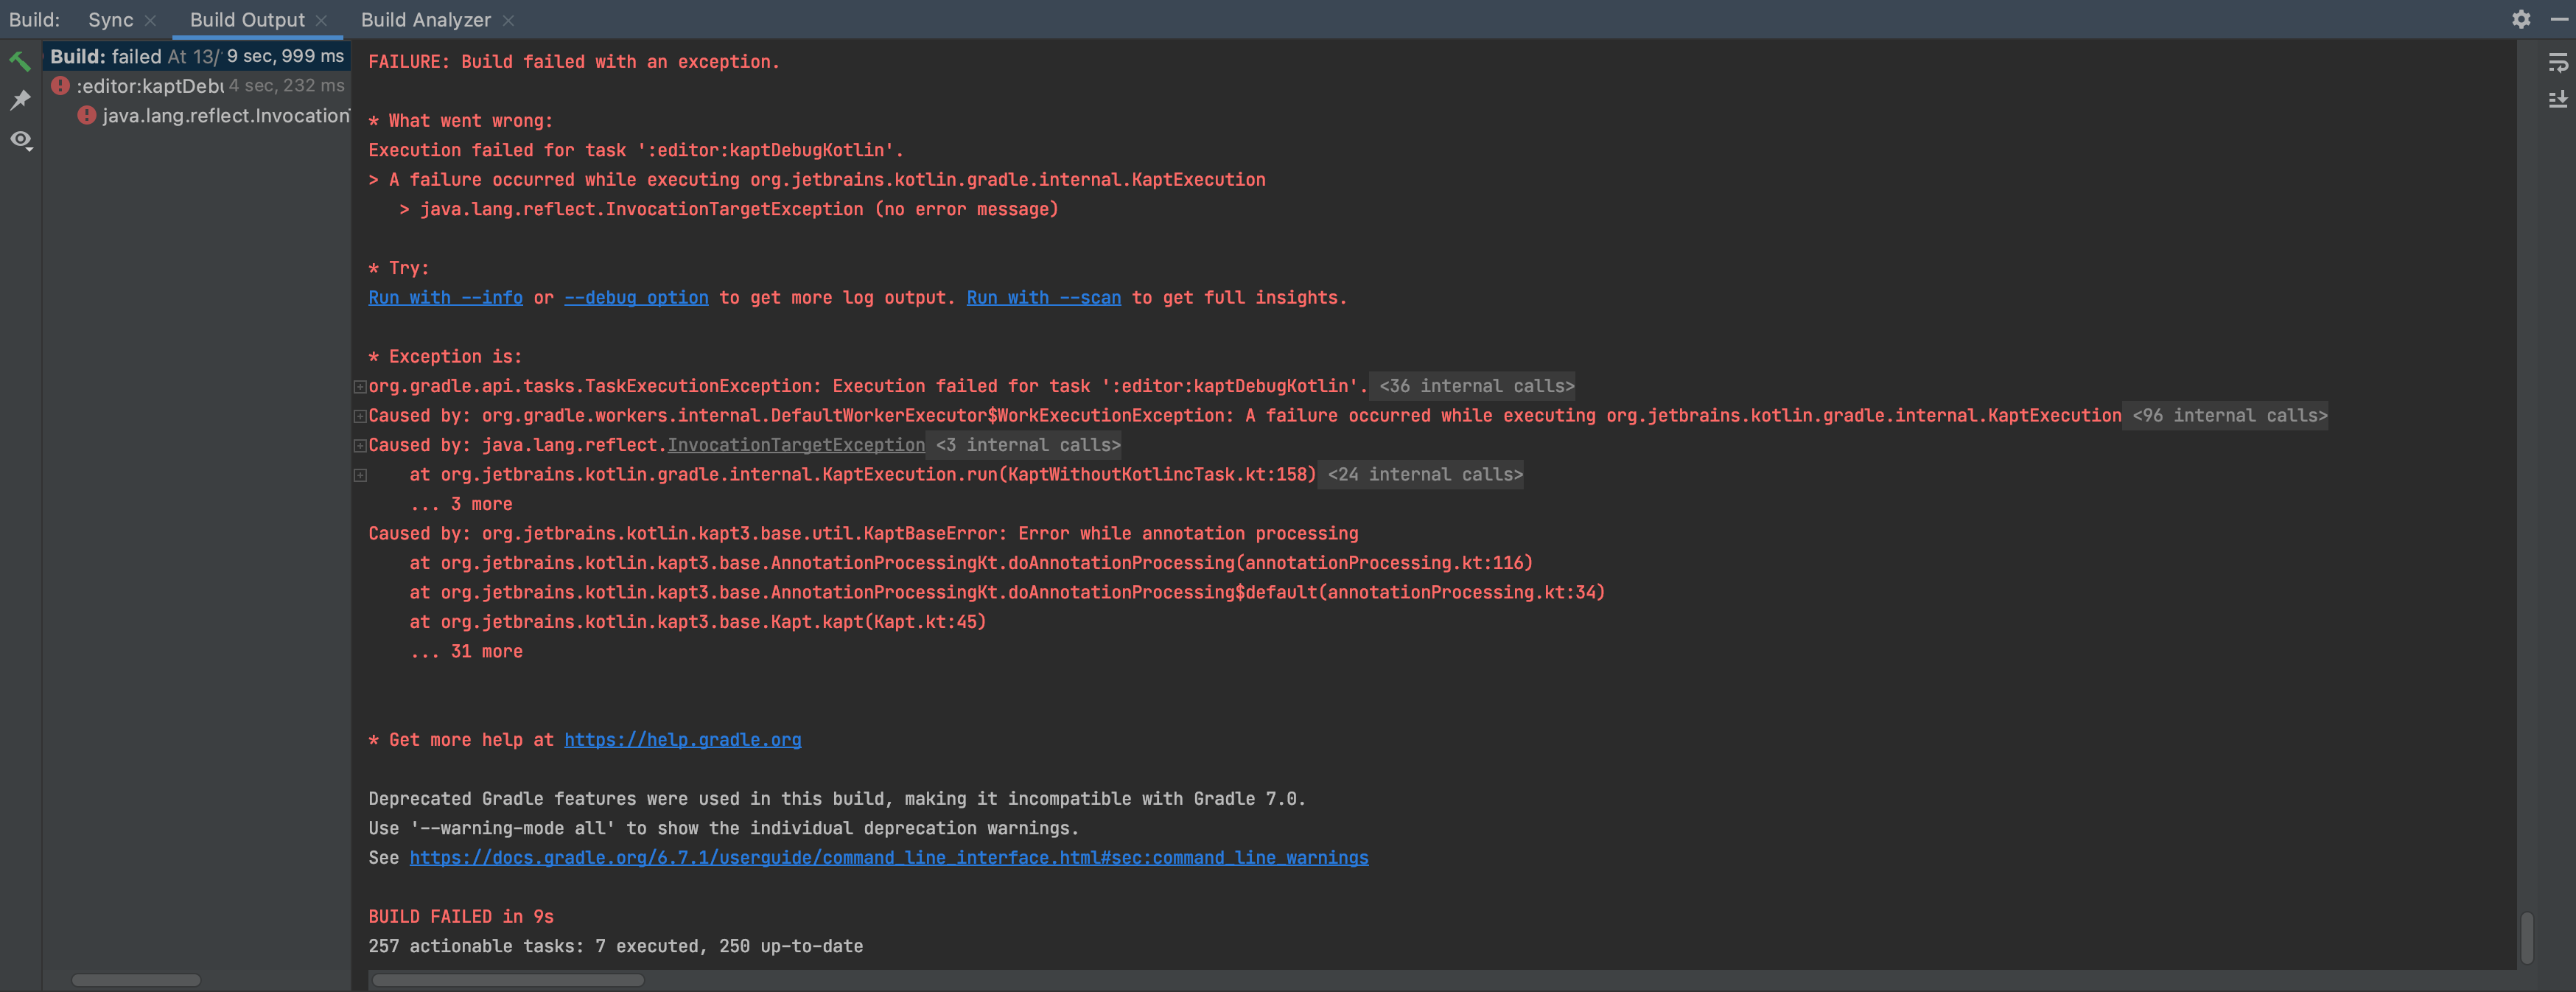 Build: Sync Build Output Build Analyzer
Build: failed At 13/ 9 sec, 999 ms
:editor:kaptDebu 4 sec, 232 ms
java.lang.reflect.Invocation
FAILURE: Build failed with an exception.
* What went wrong:
Execution failed for task ':editor:kaptDebugKotlin'.
> A failure occurred while executing org.jetbrains.kotlin.gradle.internal.KaptExecution
> java.lang.reflect.InvocationTargetException (no error message)
* Try:
Run with --info or --debug option to get more log output. Run with --scan to get full insights.
* Exception is:
org.gradle.api.tasks.TaskExecutionException: Execution failed for task ':editor:kaptDebugKotlin'. <36 internal calls>
Caused by: org.gradle.workers.internal.DefaultWorkerExecutor$WorkExecutionException: A failure occurred while executing org.jetbrains.kotlin.gradle.internal.KaptExecution <96 internal calls>
Caused by: java.lang.reflect.InvocationTargetException <3 internal calls>
at org.jetbrains.kotlin.gradle.internal.KaptExecution.run(KaptWithoutKotlincTask.kt:158) <24 internal calls>
... 3 more
Caused by: org.jetbrains.kotlin.kapt3.base.util.KaptBaseError: Error while annotation processing
at org.jetbrains.kotlin.kapt3.base.AnnotationProcessingKt.doAnnotationProcessing(annotationProcessing.kt:116)
at org.jetbrains.kotlin.kapt3.base.AnnotationProcessingKt.doAnnotationProcessing$default(annotationProcessing.kt:34)
at org.jetbrains.kotlin.kapt3.base.Kapt.kapt(Kapt.kt:45)
... 31 more
* Get more help at https://help.gradle.org
Deprecated Gradle features were used in this build, making it incompatible with Gradle 7.0.
Use '--warning-mode all' to show the individual deprecation warnings.
See https://docs.gradle.org/6.7.1/userguide/command_line_interface.html#sec:command_line_warnings
BUILD FAILED in 9s
257 actionable tasks: 7 executed, 250 up-to-date